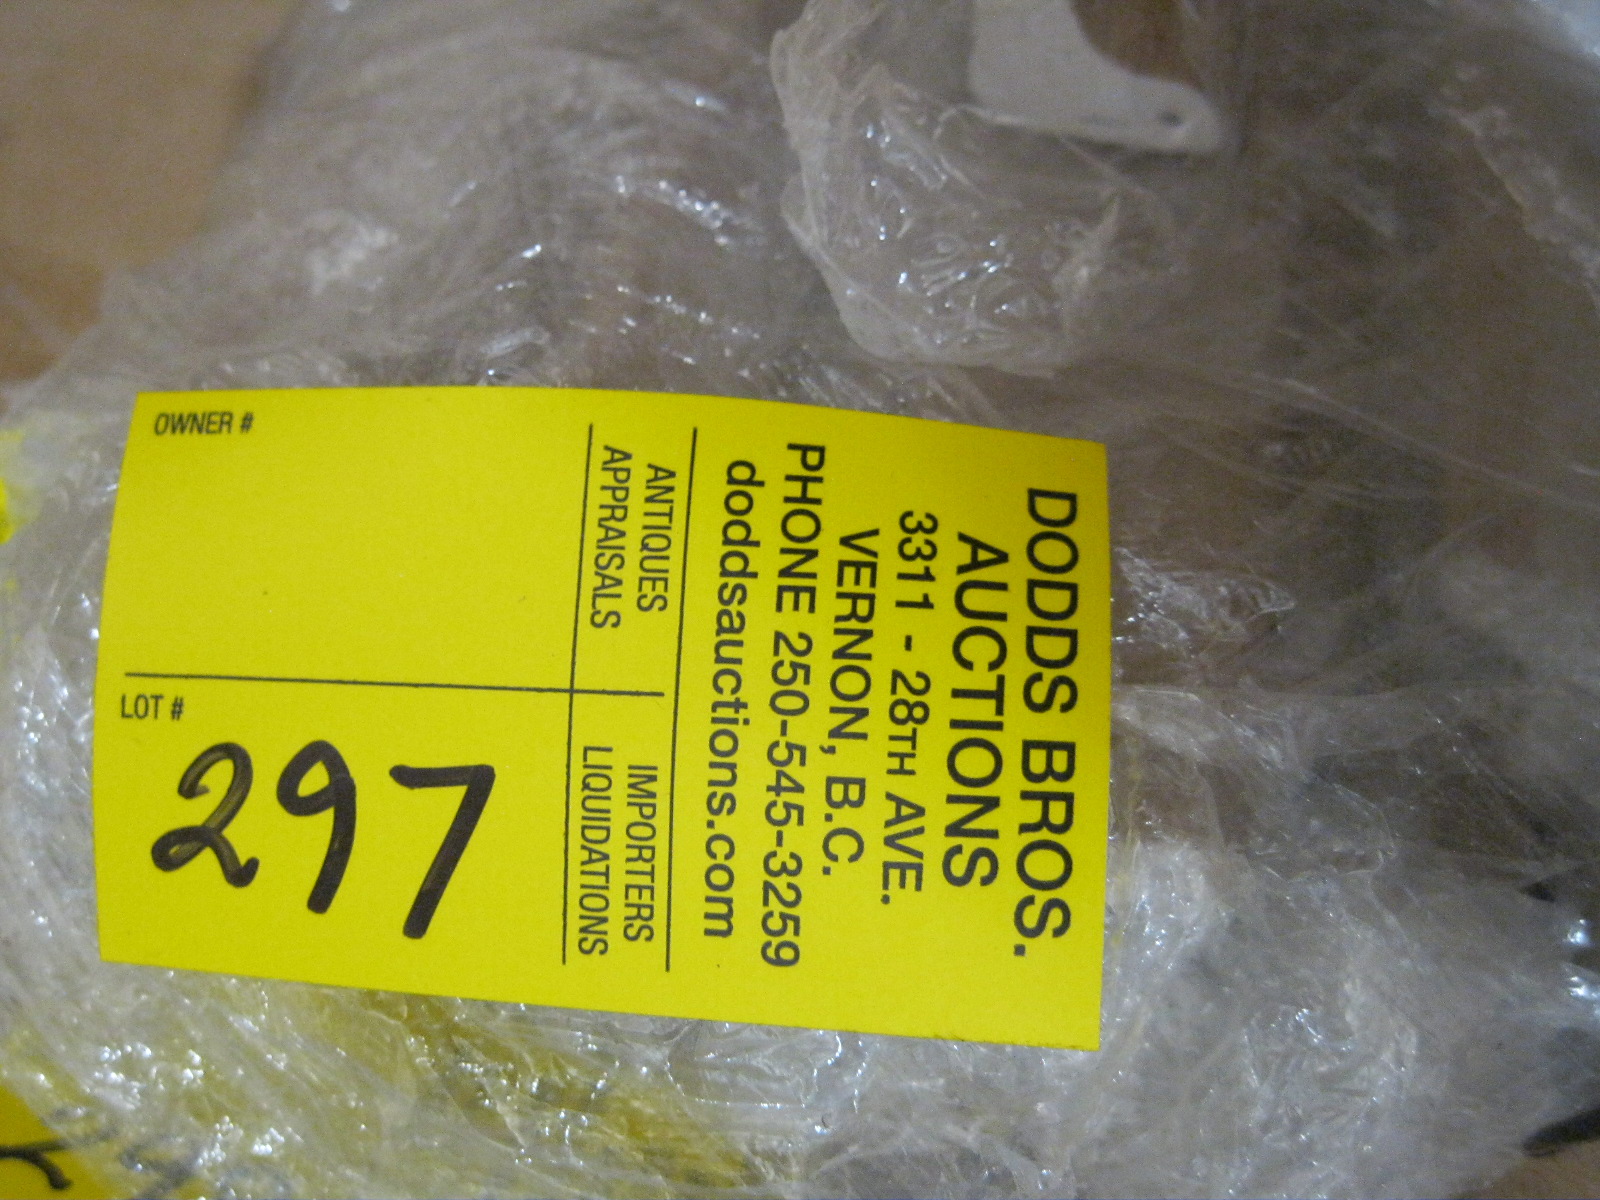 DODDS BROS.
AUCTIONS
3311 - 28TH AVE.
VERNON, B.C.
PHONE 250-545-3259
doddsauctions.com
ANTIQUES
APPRAISALS
IMPORTERS
LIQUIDATIONS
OWNER #
LOT #
297